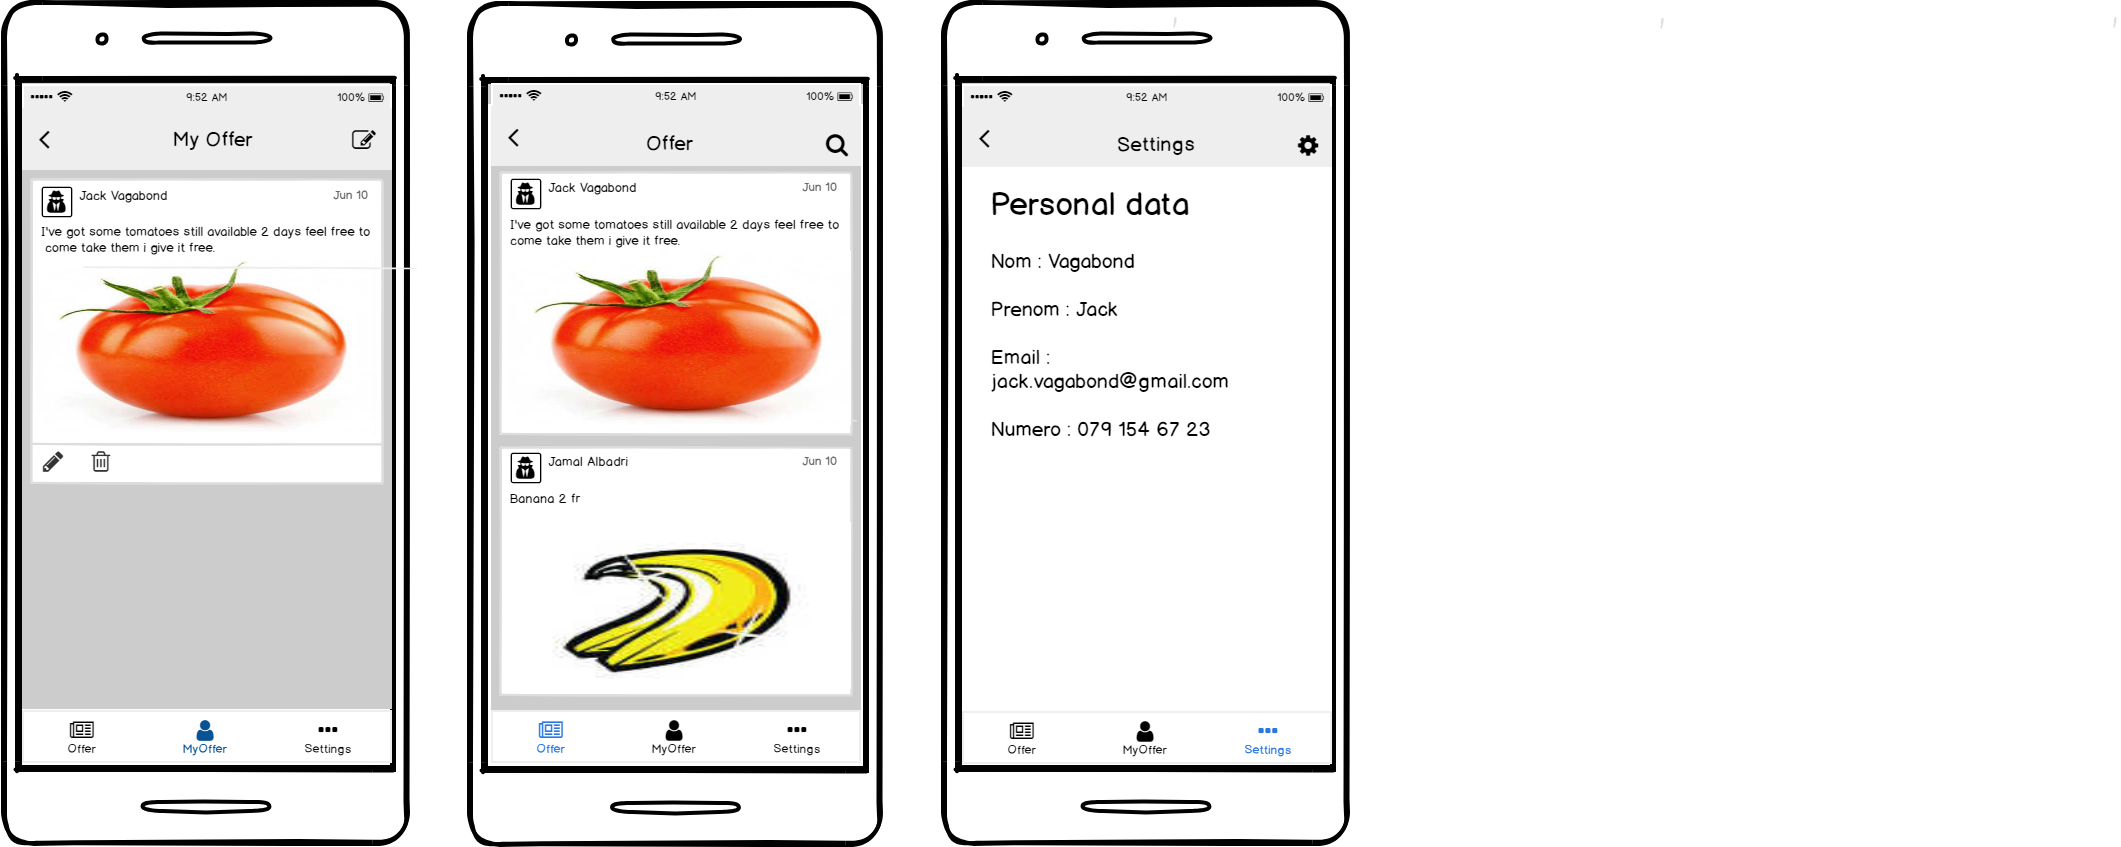 9:52 AM 100%
My Offer
Jack Vagabond Jun 10
I've got some tomatoes still available 2 days feel free to
come take them i give it free.
Offer MyOffer Settings
9:52 AM 100%
Offer
Jack Vagabond Jun 10
I've got some tomatoes still available 2 days feel free to
come take them i give it free.
Jamal Albadri Jun 10
Banana 2 fr
Offer MyOffer Settings
9:52 AM 100%
Settings
Personal data
Nom : Vagabond
Prenom : Jack
Email :
jack.vagabond@gmail.com
Numero : 079 154 67 23
Offer MyOffer Settings